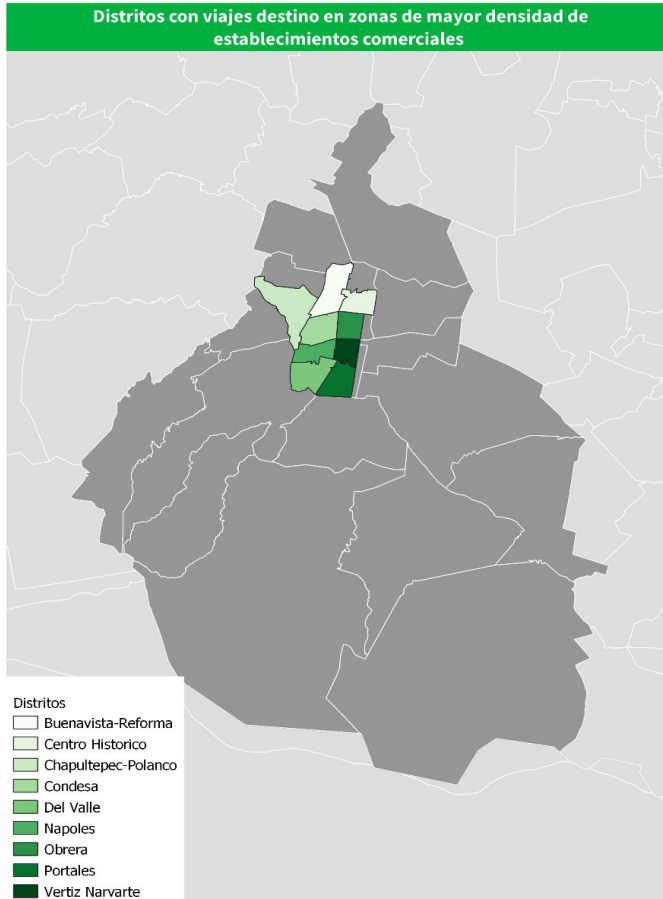 Distritos con viajes destino en zonas de mayor densidad de
establecimientos comerciales
Distritos
Buenavista-Reforma
Centro Historico
Chapultepec-Polanco
Condesa
Del Valle
Napoles
Obrera
Portales
Vertiz Narvarte